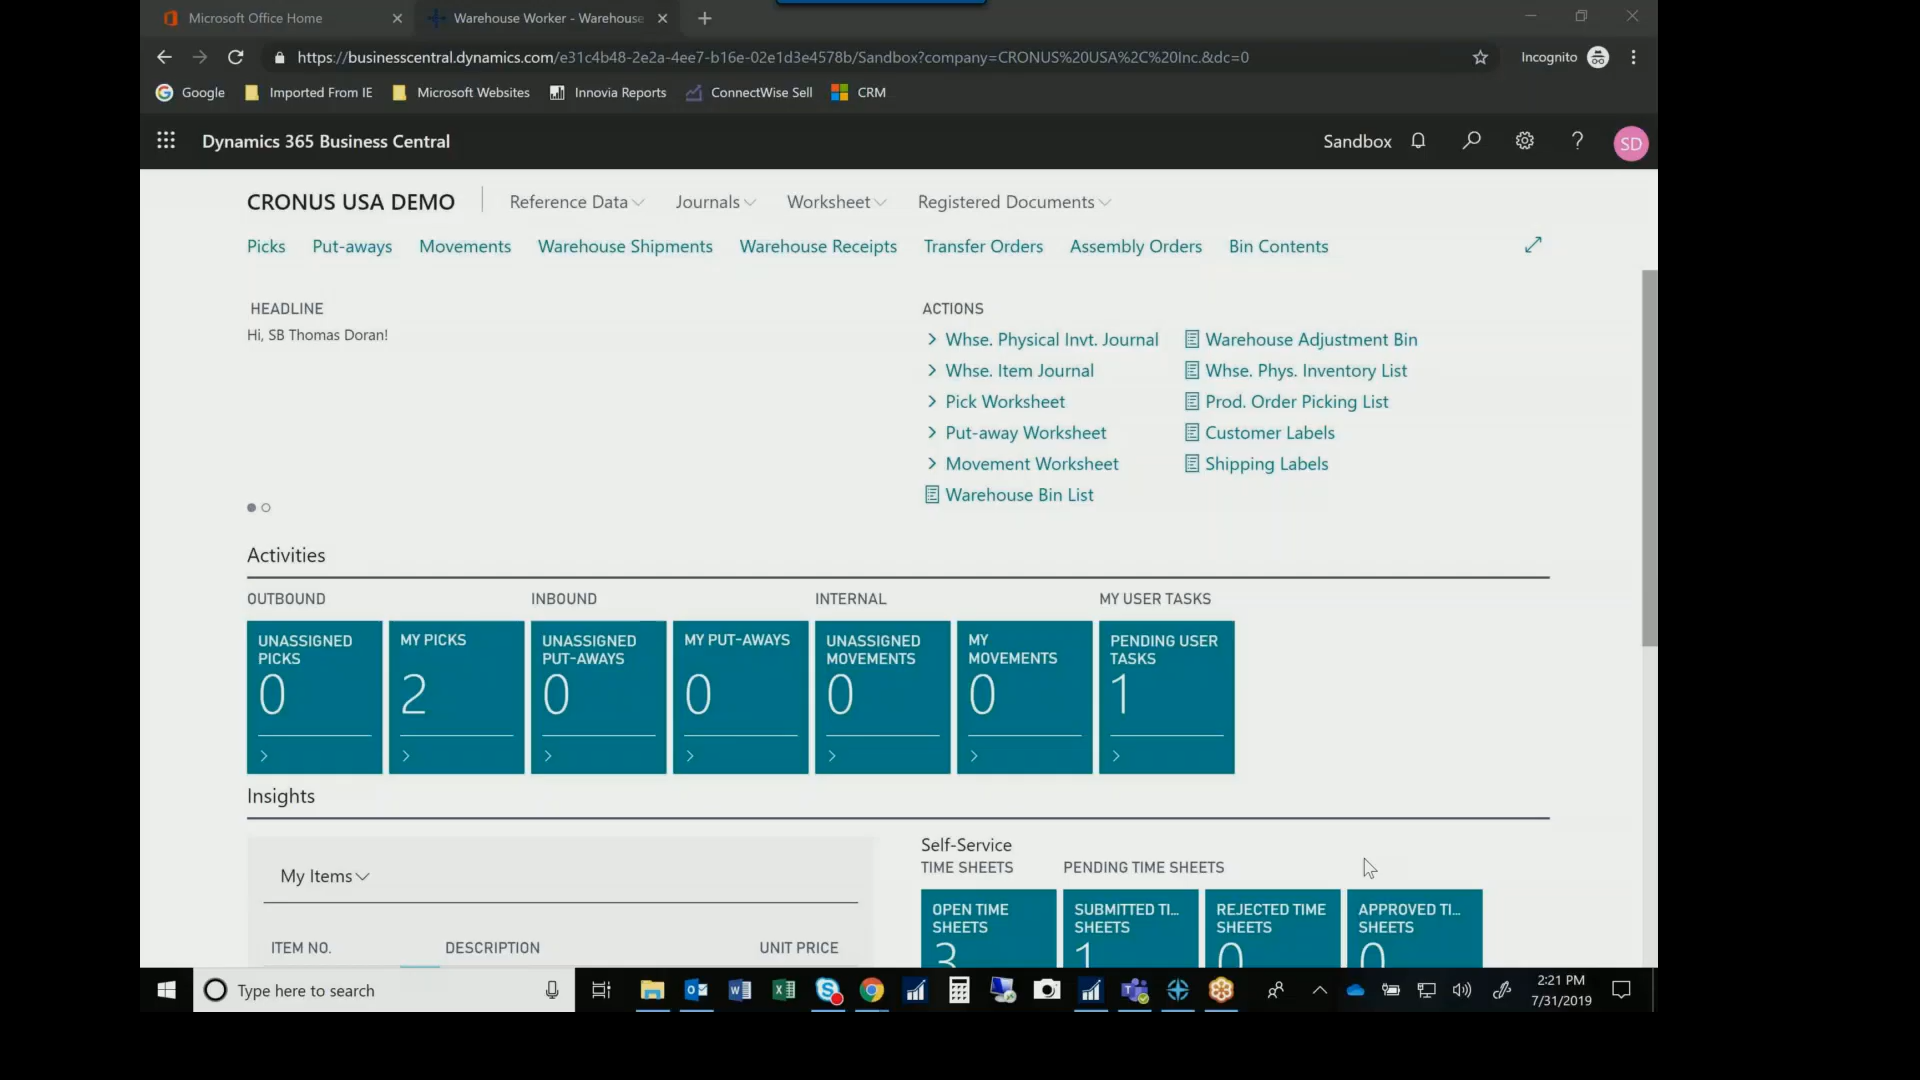 Microsoft Office Home
Warehouse Worker - Warehouse
https://businesscentral.dynamics.com/e31c4b48-2e2a-4ee7-b16e-02e1d3e4578b/Sandbox?company=CRONUS%20USA%2C%20Inc.&dc=0
Incognito
Google
Imported From IE
Microsoft Websites
Innovia Reports
ConnectWise Sell
CRM
Dynamics 365 Business Central
Sandbox
?
SD
CRONUS USA DEMO
Reference Data
Journals
Worksheet
Registered Documents
Picks
Put-aways
Movements
Warehouse Shipments
Warehouse Receipts
Transfer Orders
Assembly Orders
Bin Contents
HEADLINE
Hi, SB Thomas Doran!
ACTIONS
Whse. Physical Invt. Journal
Whse. Item Journal
Pick Worksheet
Put-away Worksheet
Movement Worksheet
Warehouse Bin List
Warehouse Adjustment Bin
Whse. Phys. Inventory List
Prod. Order Picking List
Customer Labels
Shipping Labels
Activities
OUTBOUND
INBOUND
INTERNAL
MY USER TASKS
UNASSIGNED
PICKS
0
MY PICKS
2
UNASSIGNED
PUT-AWAYS
0
MY PUT-AWAYS
0
UNASSIGNED
MOVEMENTS
0
MY
MOVEMENTS
0
PENDING USER
TASKS
1
Insights
My Items
ITEM NO.
DESCRIPTION
UNIT PRICE
Self-Service
TIME SHEETS
PENDING TIME SHEETS
OPEN TIME
SHEETS
3
SUBMITTED TI...
SHEETS
1
REJECTED TIME
SHEETS
0
APPROVED TI...
SHEETS
0
Type here to search
2:21 PM
7/31/2019